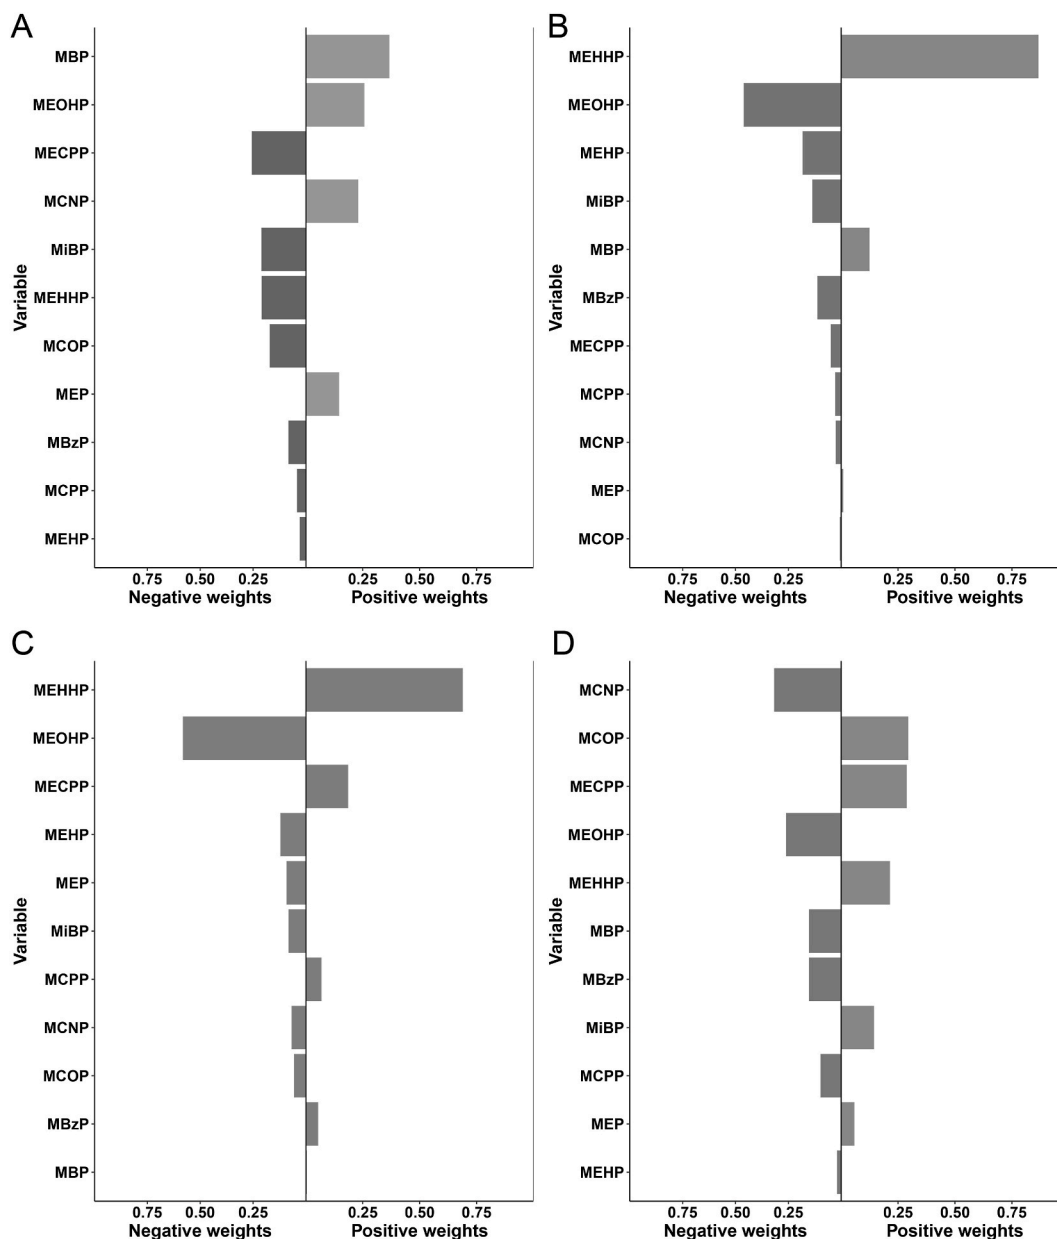 A
MBP
MEOHP
MECPP
MCNP
MiBP
MEHHP
MCOP
MEP
MBzP
MCPP
MEHP
Variable
0.75 0.50 0.25 0.25 0.50 0.75
Negative weights Positive weights
B
MEHHP
MEOHP
MEHP
MiBP
MBP
MBzP
MECPP
MCPP
MCNP
MEP
MCOP
Variable
0.75 0.50 0.25 0.25 0.50 0.75
Negative weights Positive weights
C
MEHHP
MEOHP
MECPP
MEHP
MEP
MiBP
MCPP
MCNP
MCOP
MBzP
MBP
Variable
0.75 0.50 0.25 0.25 0.50 0.75
Negative weights Positive weights
D
MCNP
MCOP
MECPP
MEOHP
MEHHP
MBP
MBzP
MiBP
MCPP
MEP
MEHP
Variable
0.75 0.50 0.25 0.25 0.50 0.75
Negative weights Positive weights